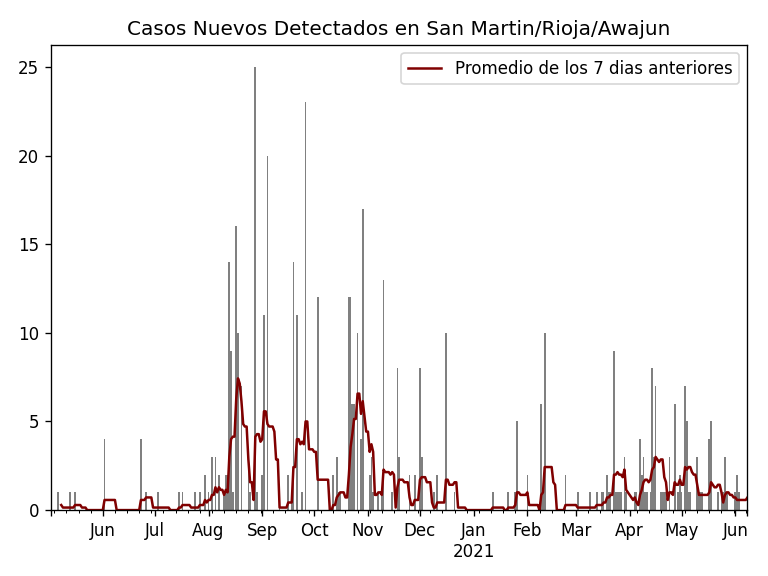 Casos Nuevos Detectados en San Martin/Rioja/Awajun
Promedio de los 7 dias anteriores
25
20
15
10
5
0
Jun Jul Aug Sep Oct Nov Dec Jan Feb Mar Apr May Jun
2021